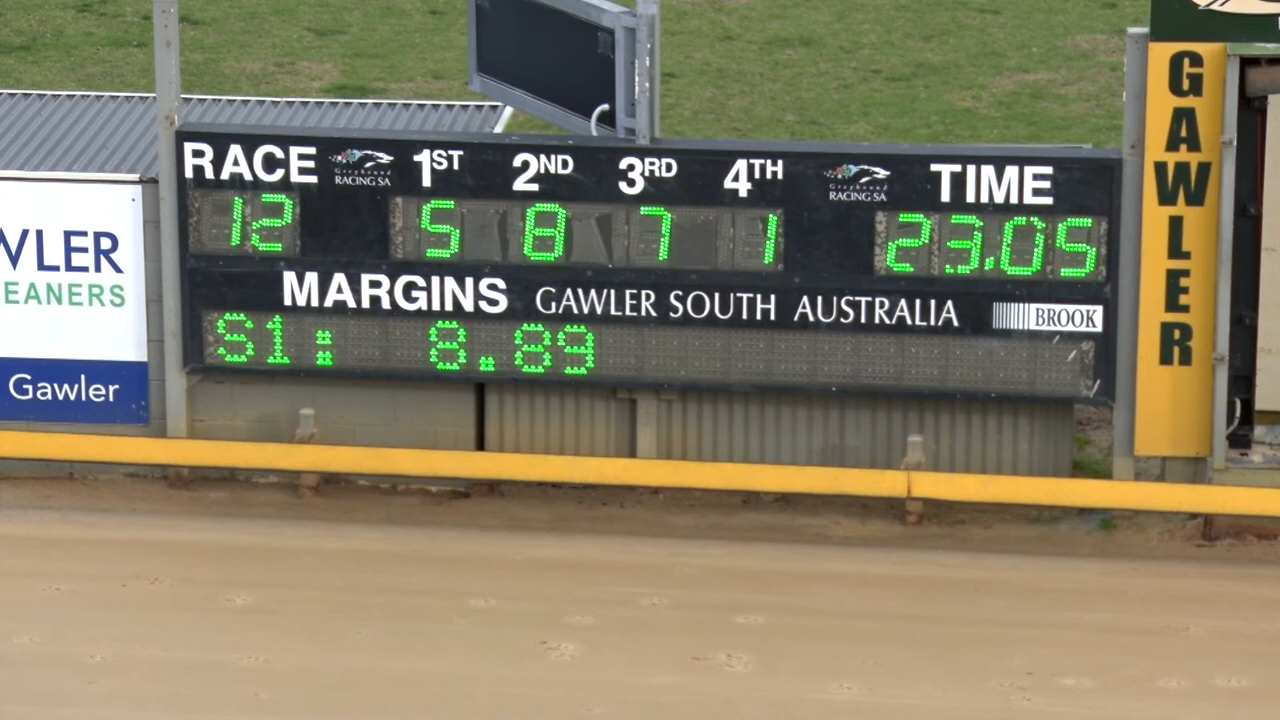 RACE 1ST 2ND 3RD 4TH TIME
Greyhound RACING SA
Greyhound RACING SA
12 5 8 7 1 23.05
MARGINS GAWLER SOUTH AUSTRALIA BROOK
S1: 8.89
WLER
EANERS
Gawler
GAWLER